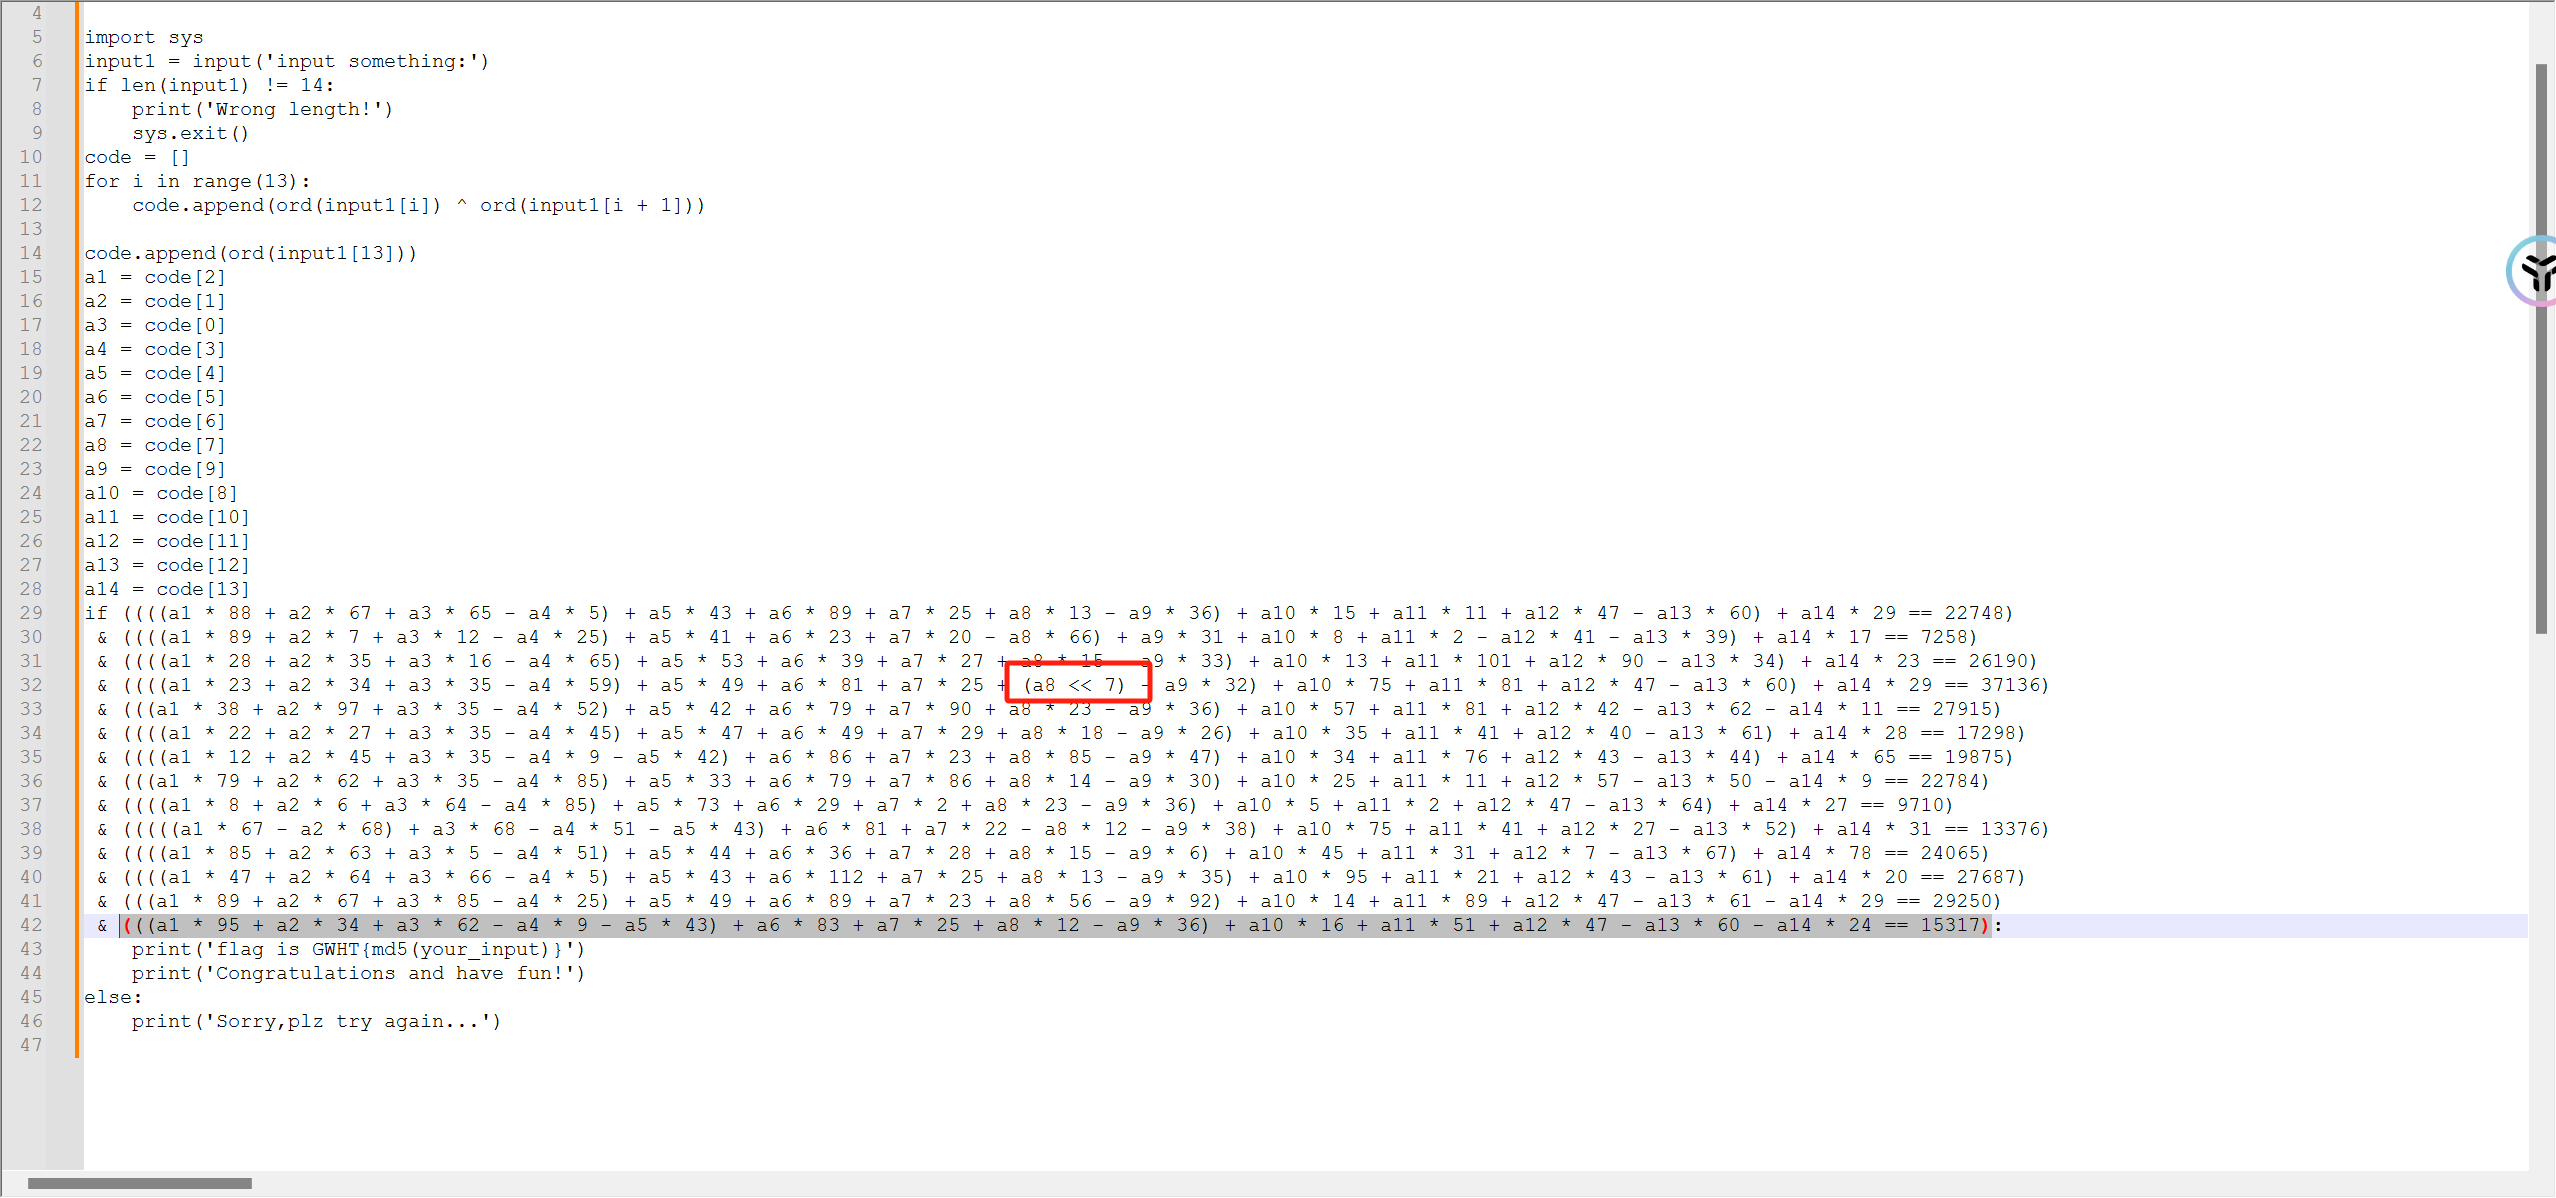 4
5 import sys
6 input1 = input('input something:')
7 if len(input1) != 14:
8     print('Wrong length!')
9     sys.exit()
10 code = []
11 for i in range(13):
12     code.append(ord(input1[i]) ^ ord(input1[i + 1]))
13
14 code.append(ord(input1[13]))
15 a1 = code[2]
16 a2 = code[1]
17 a3 = code[0]
18 a4 = code[3]
19 a5 = code[4]
20 a6 = code[5]
21 a7 = code[6]
22 a8 = code[7]
23 a9 = code[9]
24 a10 = code[8]
25 a11 = code[10]
26 a12 = code[11]
27 a13 = code[12]
28 a14 = code[13]
29 if ((((a1 * 88 + a2 * 67 + a3 * 65 - a4 * 5) + a5 * 43 + a6 * 89 + a7 * 25 + a8 * 13 - a9 * 36) + a10 * 15 + a11 * 11 + a12 * 47 - a13 * 60) + a14 * 29 == 22748)
30  & ((((a1 * 89 + a2 * 7 + a3 * 12 - a4 * 25) + a5 * 41 + a6 * 23 + a7 * 20 - a8 * 66) + a9 * 31 + a10 * 8 + a11 * 2 - a12 * 41 - a13 * 39) + a14 * 17 == 7258)
31  & ((((a1 * 28 + a2 * 35 + a3 * 16 - a4 * 65) + a5 * 53 + a6 * 39 + a7 * 27 + a8 * 15 - a9 * 33) + a10 * 13 + a11 * 101 + a12 * 90 - a13 * 34) + a14 * 23 == 26190)
32  & ((((a1 * 23 + a2 * 34 + a3 * 35 - a4 * 59) + a5 * 49 + a6 * 81 + a7 * 25 + (a8 << 7) - a9 * 32) + a10 * 75 + a11 * 81 + a12 * 47 - a13 * 60) + a14 * 29 == 37136)
33  & (((a1 * 38 + a2 * 97 + a3 * 35 - a4 * 52) + a5 * 42 + a6 * 79 + a7 * 90 + a8 * 23 - a9 * 36) + a10 * 57 + a11 * 81 + a12 * 42 - a13 * 62 - a14 * 11 == 27915)
34  & ((((a1 * 22 + a2 * 27 + a3 * 35 - a4 * 45) + a5 * 47 + a6 * 49 + a7 * 29 + a8 * 18 - a9 * 26) + a10 * 35 + a11 * 41 + a12 * 40 - a13 * 61) + a14 * 28 == 17298)
35  & ((((a1 * 12 + a2 * 45 + a3 * 35 - a4 * 9 - a5 * 42) + a6 * 86 + a7 * 23 + a8 * 85 - a9 * 47) + a10 * 34 + a11 * 76 + a12 * 43 - a13 * 44) + a14 * 65 == 19875)
36  & (((a1 * 79 + a2 * 62 + a3 * 35 - a4 * 85) + a5 * 33 + a6 * 79 + a7 * 86 + a8 * 14 - a9 * 30) + a10 * 25 + a11 * 11 + a12 * 57 - a13 * 50 - a14 * 9 == 22784)
37  & ((((a1 * 8 + a2 * 6 + a3 * 64 - a4 * 85) + a5 * 73 + a6 * 29 + a7 * 2 + a8 * 23 - a9 * 36) + a10 * 5 + a11 * 2 + a12 * 47 - a13 * 64) + a14 * 27 == 9710)
38  & (((((a1 * 67 - a2 * 68) + a3 * 68 - a4 * 51 - a5 * 43) + a6 * 81 + a7 * 22 - a8 * 12 - a9 * 38) + a10 * 75 + a11 * 41 + a12 * 27 - a13 * 52) + a14 * 31 == 13376)
39  & ((((a1 * 85 + a2 * 63 + a3 * 5 - a4 * 51) + a5 * 44 + a6 * 36 + a7 * 28 + a8 * 15 - a9 * 6) + a10 * 45 + a11 * 31 + a12 * 7 - a13 * 67) + a14 * 78 == 24065)
40  & ((((a1 * 47 + a2 * 64 + a3 * 66 - a4 * 5) + a5 * 43 + a6 * 112 + a7 * 25 + a8 * 13 - a9 * 35) + a10 * 95 + a11 * 21 + a12 * 43 - a13 * 61) + a14 * 20 == 27687)
41  & (((a1 * 89 + a2 * 67 + a3 * 85 - a4 * 25) + a5 * 49 + a6 * 89 + a7 * 23 + a8 * 56 - a9 * 92) + a10 * 14 + a11 * 89 + a12 * 47 - a13 * 61 - a14 * 29 == 29250)
42  & (((a1 * 95 + a2 * 34 + a3 * 62 - a4 * 9 - a5 * 43) + a6 * 83 + a7 * 25 + a8 * 12 - a9 * 36) + a10 * 16 + a11 * 51 + a12 * 47 - a13 * 60 - a14 * 24 == 15317):
43     print('flag is GWHT{md5(your_input)}')
44     print('Congratulations and have fun!')
45 else:
46     print('Sorry,plz try again...')
47